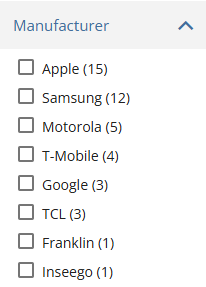 Manufacturer
Apple (15)
Samsung (12)
Motorola (5)
T-Mobile (4)
Google (3)
TCL (3)
Franklin (1)
Inseego (1)